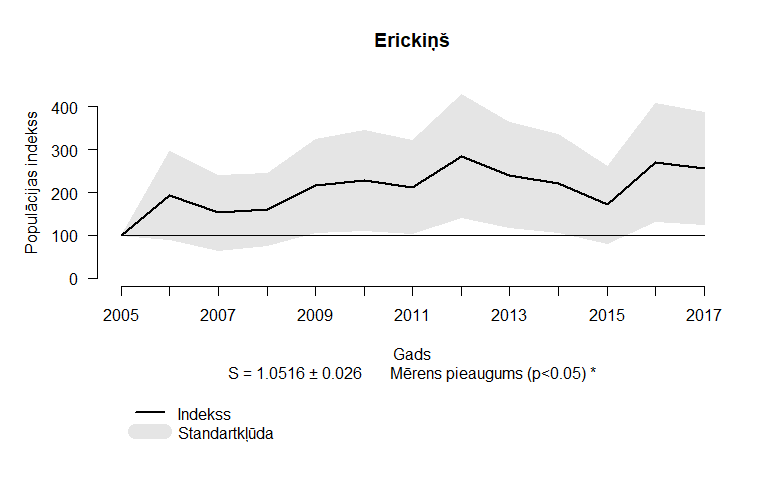 Erickiņš
Populācijas indekss
400
300
200
100
0
2005 2007 2009 2011 2013 2015 2017
Gads
S = 1.0516 ± 0.026 Mērens pieaugums (p<0.05) *
Indekss
Standartkļūda